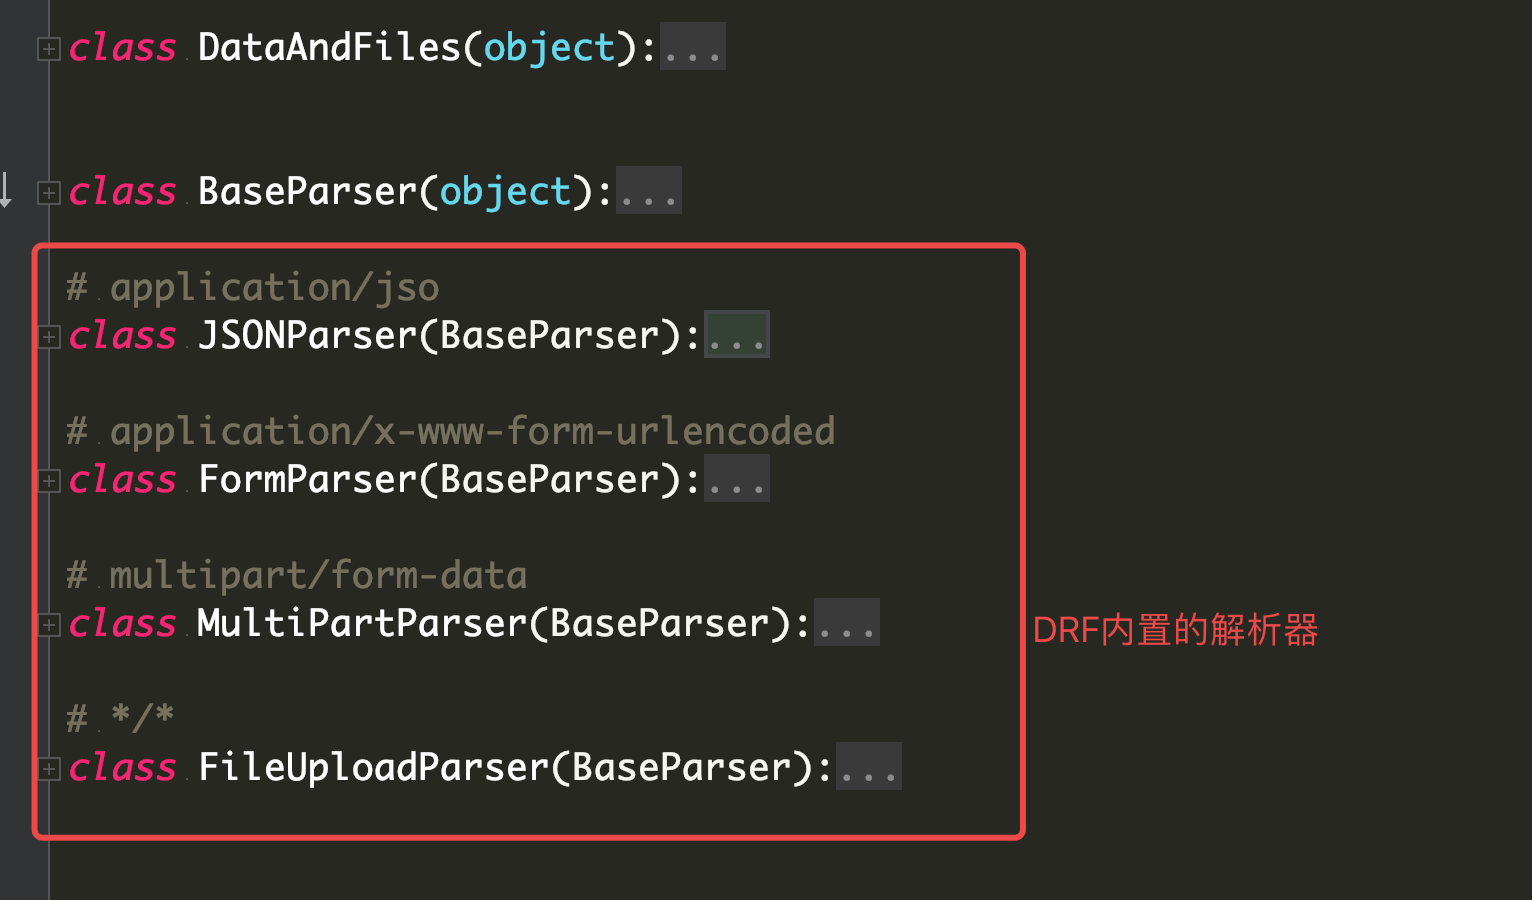 class DataAndFiles(object):...
class BaseParser(object):...
# application/jso
class JSONParser(BaseParser):...
# application/x-www-form-urlencoded
class FormParser(BaseParser):...
# multipart/form-data
class MultiPartParser(BaseParser):...
DRF内置的解析器
# */*
class FileUploadParser(BaseParser):...